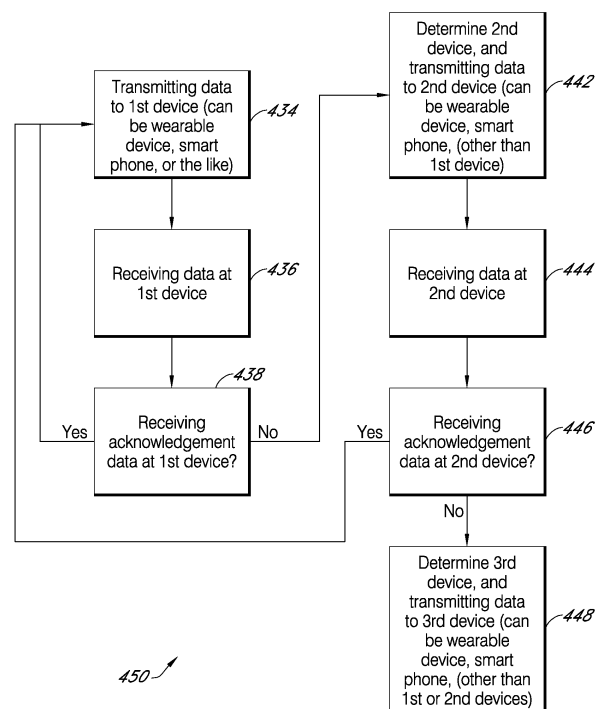 Transmitting data
to 1st device (can
be wearable
device, smart
phone, or the like)
434
Receiving data at
1st device
436
438
Receiving
acknowledgement
data at 1st device?
Yes
No
Determine 2nd
device, and
transmitting data
to 2nd device (can
be wearable
device, smart
phone, (other than
1st device)
442
Receiving data at
2nd device
444
Receiving
acknowledgement
data at 2nd device?
446
Yes
No
Determine 3rd
device, and
transmitting data
to 3rd device (can
be wearable
device, smart
phone, (other than
1st or 2nd devices)
448
450